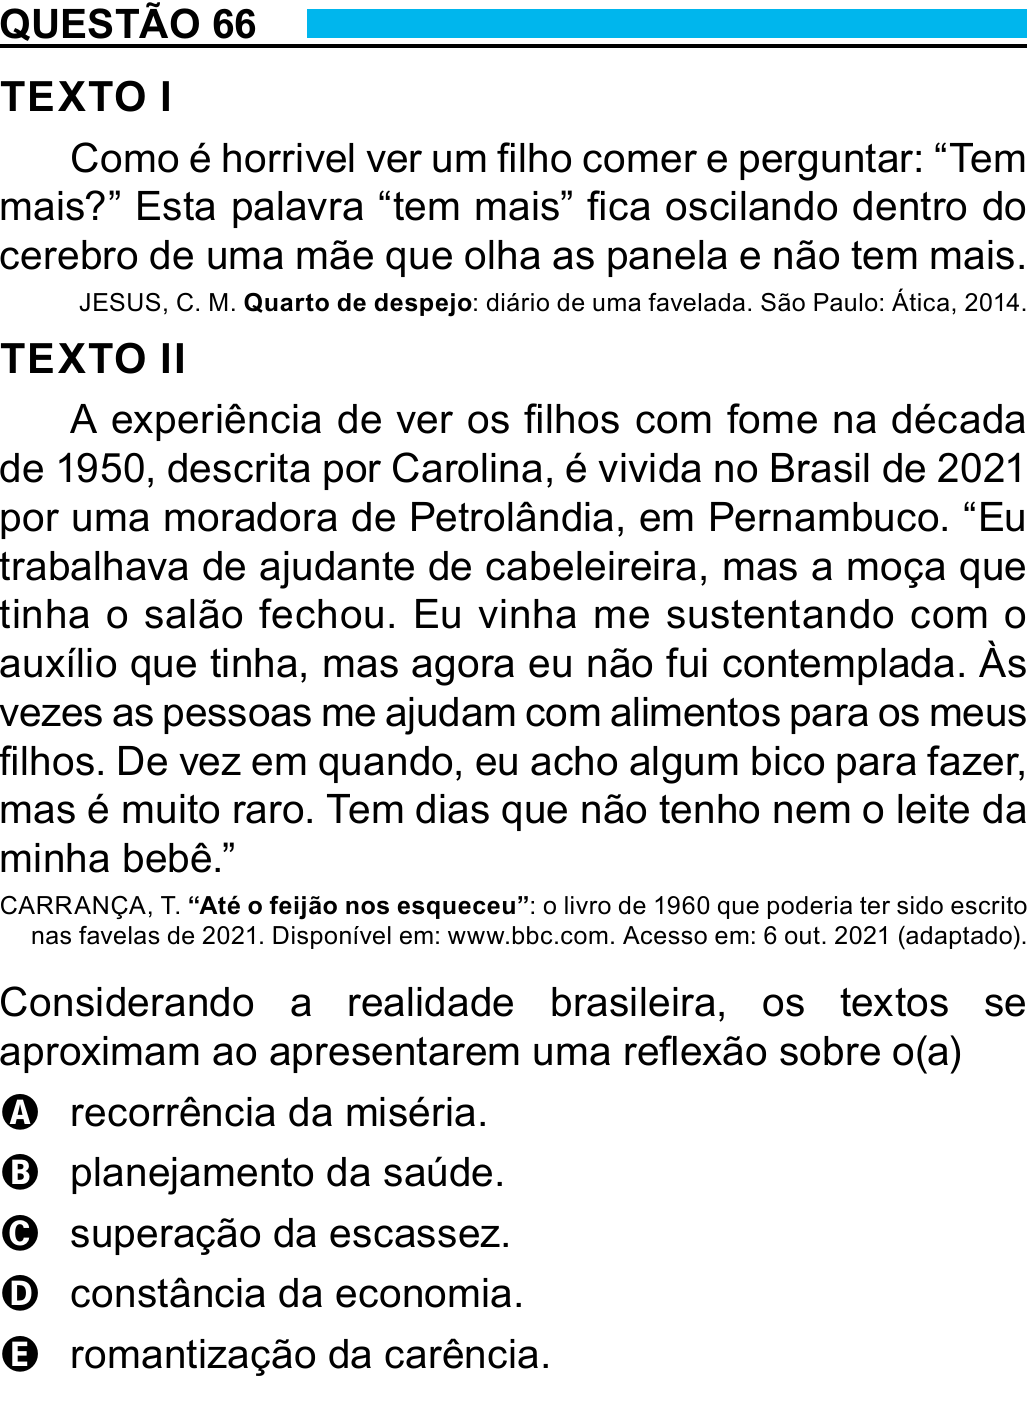 QUESTÃO 66
TEXTO I
Como é horrivel ver um filho comer e perguntar: “Tem
mais?” Esta palavra “tem mais” fica oscilando dentro do
cerebro de uma mãe que olha as panela e não tem mais.
JESUS, C. M. Quarto de despejo: diário de uma favelada. São Paulo: Ática, 2014.
TEXTO II
A experiência de ver os filhos com fome na década
de 1950, descrita por Carolina, é vivida no Brasil de 2021
por uma moradora de Petrolândia, em Pernambuco. “Eu
trabalhava de ajudante de cabeleireira, mas a moça que
tinha o salão fechou. Eu vinha me sustentando com o
auxílio que tinha, mas agora eu não fui contemplada. Às
vezes as pessoas me ajudam com alimentos para os meus
filhos. De vez em quando, eu acho algum bico para fazer,
mas é muito raro. Tem dias que não tenho nem o leite da
minha bebê.”
CARRANÇA, T. “Até o feijão nos esqueceu”: o livro de 1960 que poderia ter sido escrito
nas favelas de 2021. Disponível em: www.bbc.com. Acesso em: 6 out. 2021 (adaptado).
Considerando a realidade brasileira, os textos se
aproximam ao apresentarem uma reflexão sobre o(a)
A recorrência da miséria.
B planejamento da saúde.
C superação da escassez.
D constância da economia.
E romantização da carência.